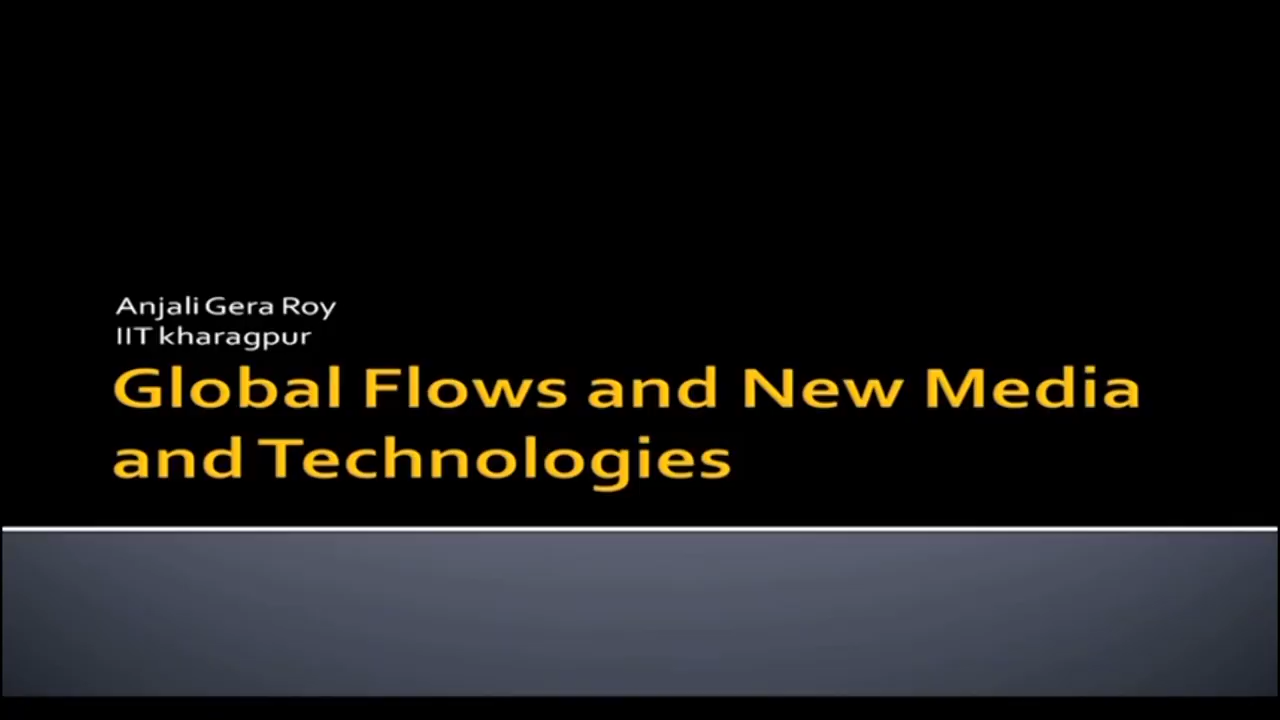 Anjali Gera Roy
IIT kharagpur
Global Flows and New Media
and Technologies